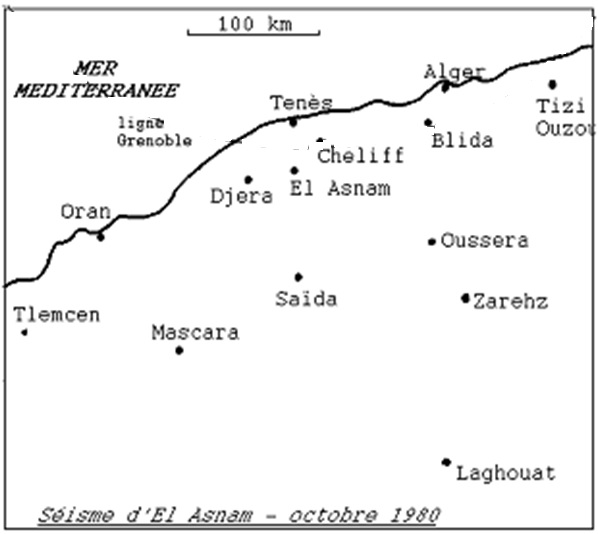 100 km
MER
MEDITERRANEE
Alger
Tenès
Tizi
Ouzou
ligne
Grenoble
Blida
Cheliff
El Asnam
Djera
Oran
Oussera
Saïda
Zarehz
Tlemcen
Mascara
Laghouat
Séisme d'El Asnam - octobre 1980